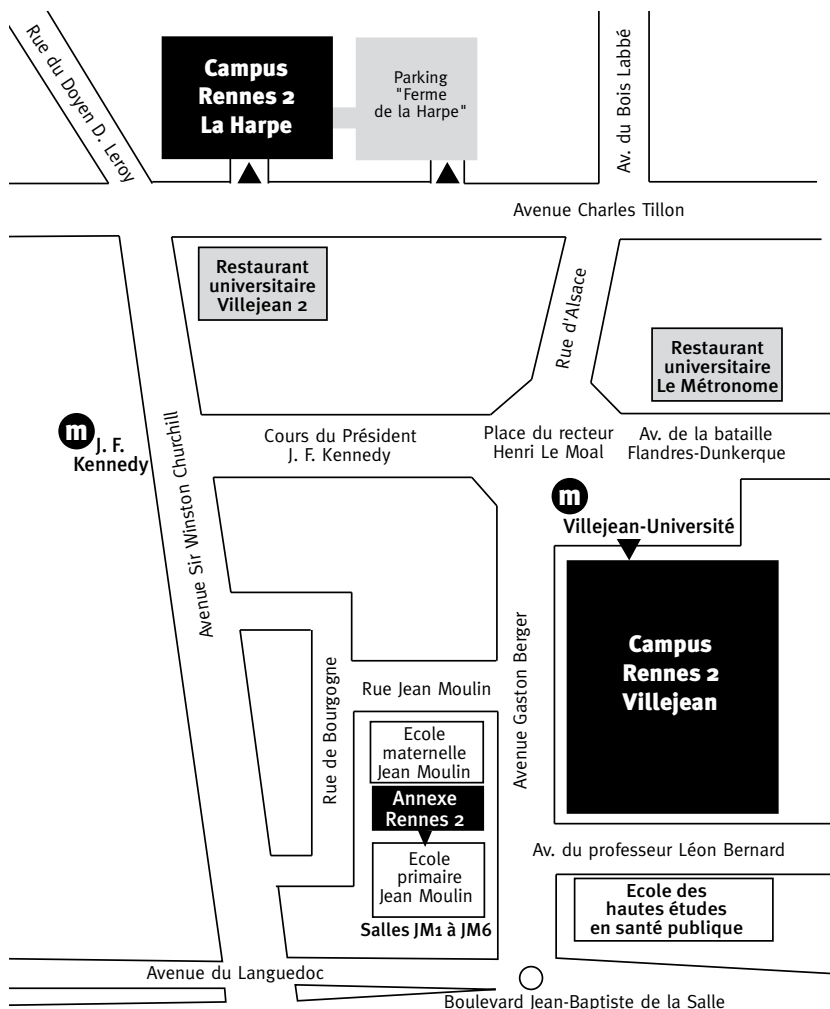 Rue du Doyen D. Leroy
Campus
Rennes 2
La Harpe
Parking
"Ferme
de la Harpe"
Av. du Bois Labbé
Avenue Charles Tillon
Restaurant
universitaire
Villejean 2
Rue d'Alsace
Restaurant
universitaire
Le Métronome
m
J. F.
Kennedy
Avenue Sir Winston Churchill
Cours du Président
J. F. Kennedy
Place du recteur
Henri Le Moal
Av. de la bataille
Flandres-Dunkerque
m
Villejean-Université
Campus
Rennes 2
Villejean
Avenue Gaston Berger
Rue Jean Moulin
Rue de Bourgogne
Ecole
maternelle
Jean Moulin
Annexe
Rennes 2
Ecole
primaire
Jean Moulin
Salles JM1 à JM6
Av. du professeur Léon Bernard
Ecole des
hautes études
en santé publique
Avenue du Languedoc
Boulevard Jean-Baptiste de la Salle